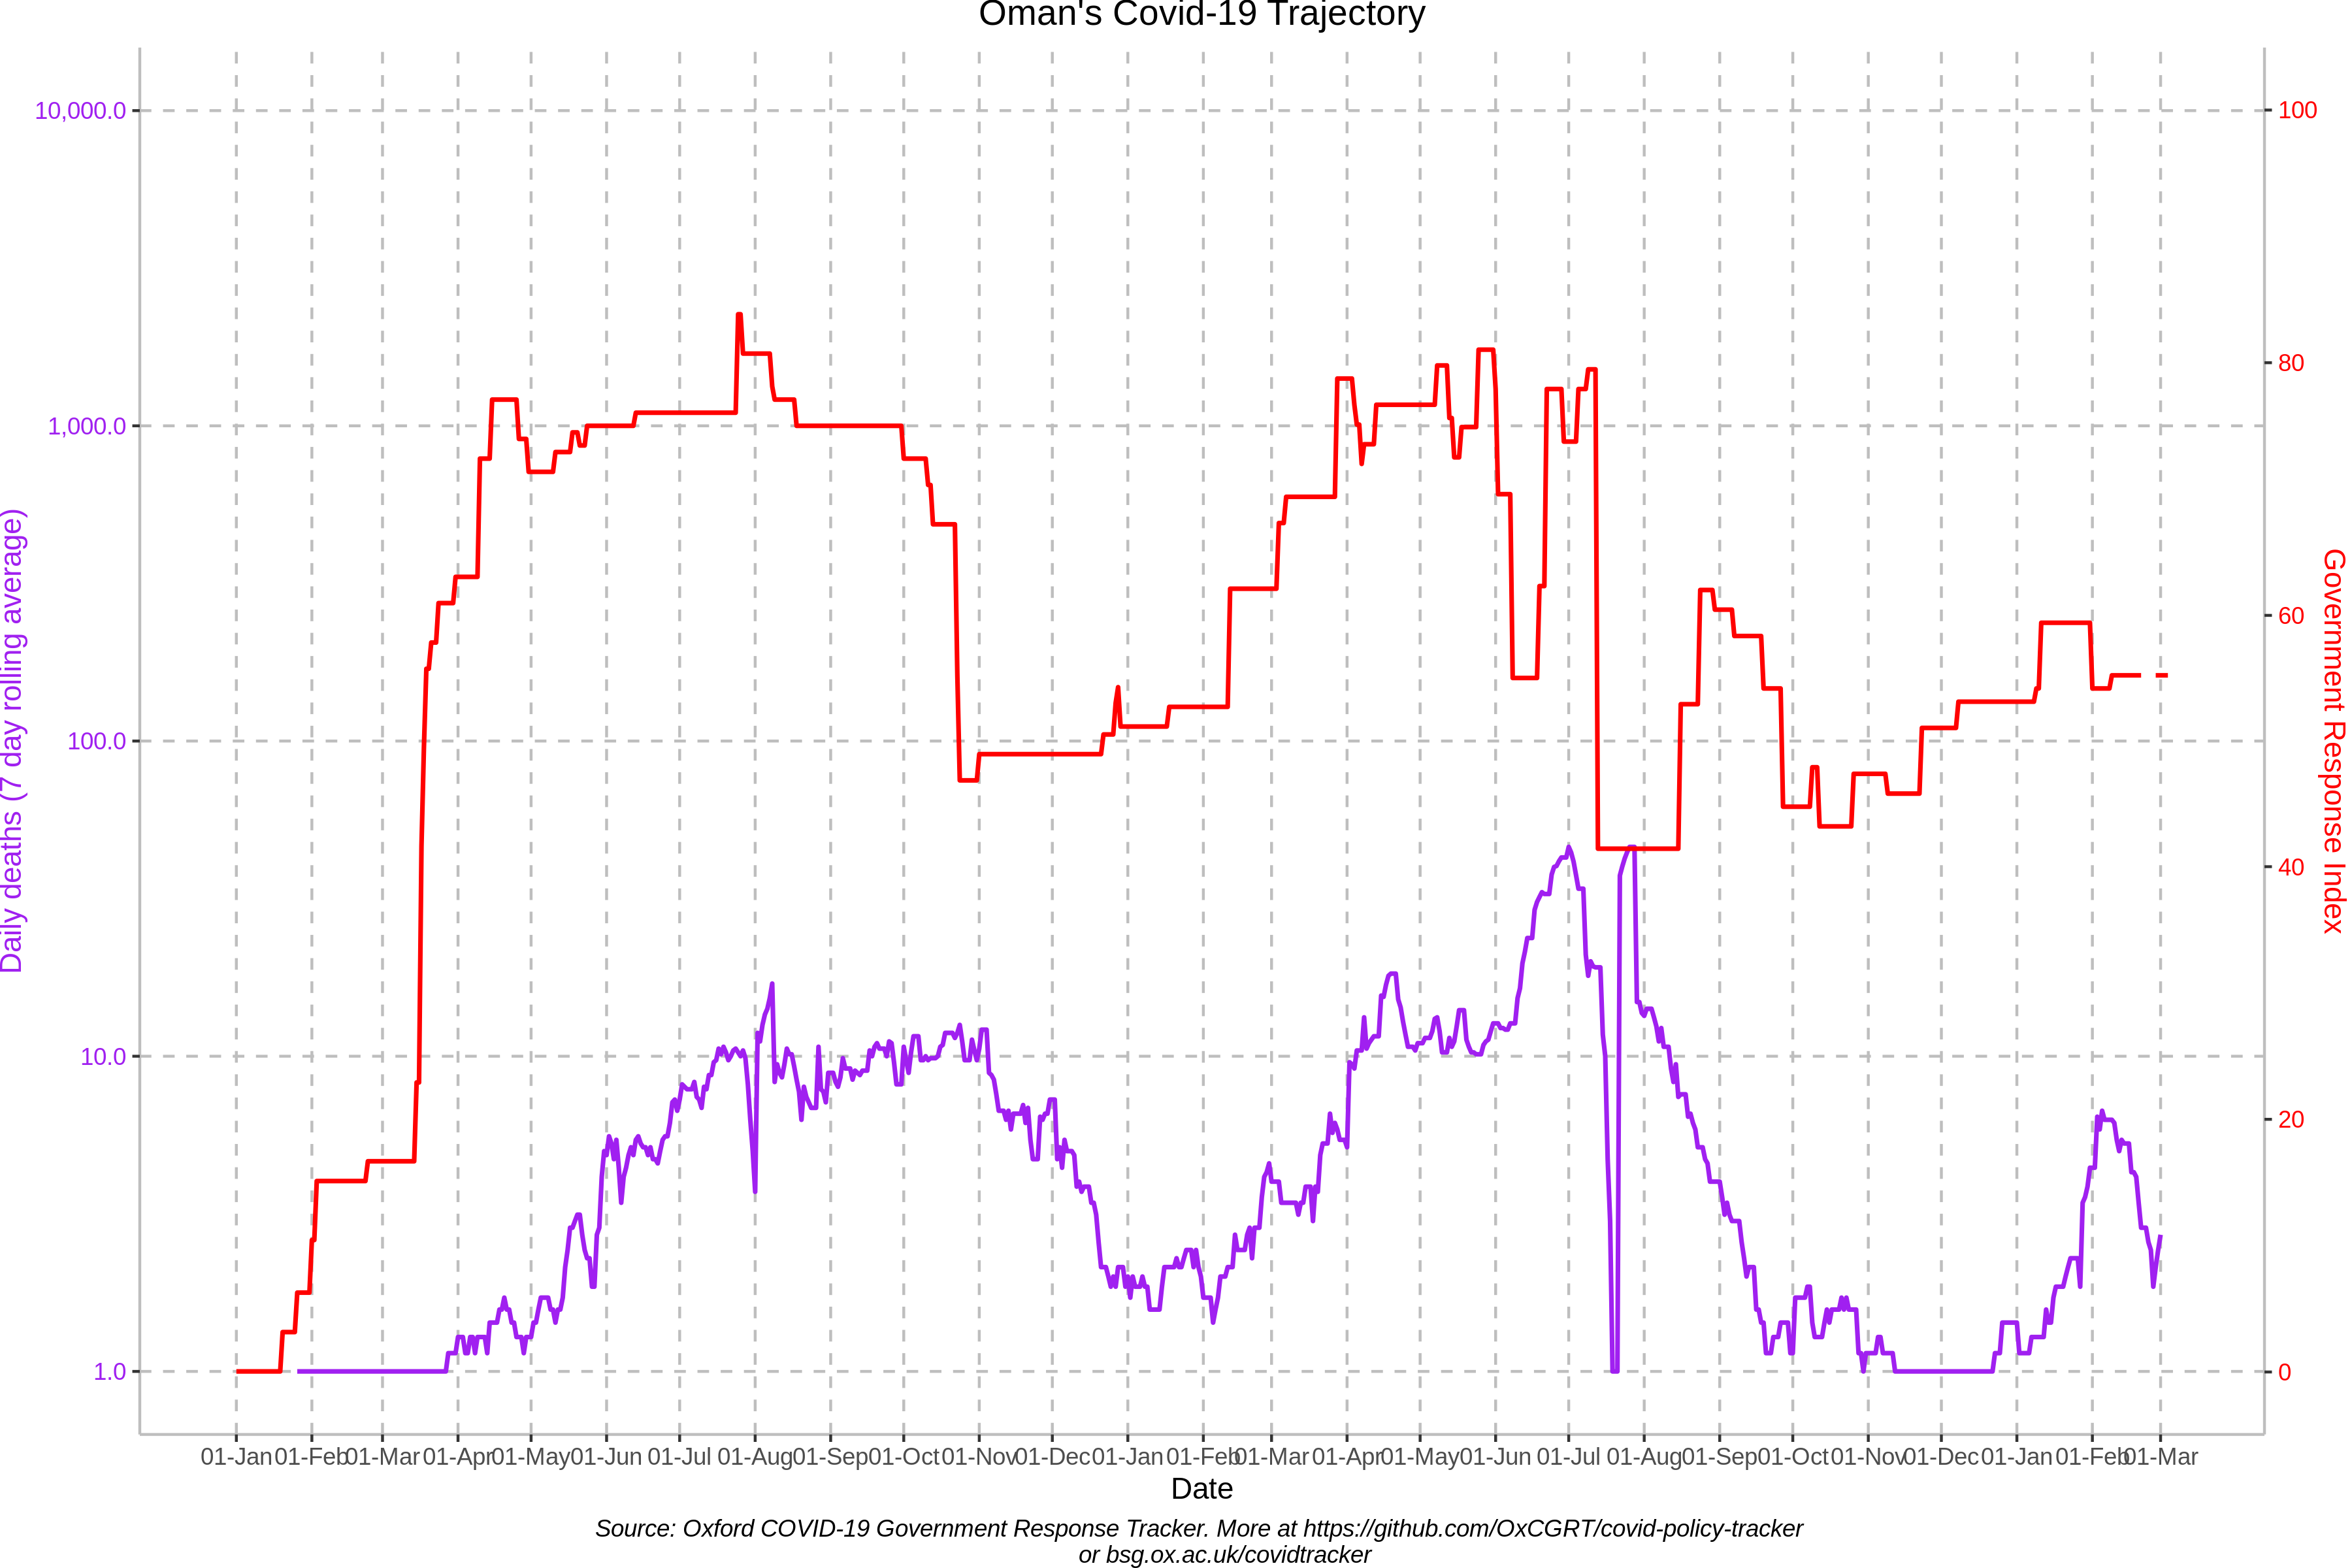 Oman's Covid-19 Trajectory
10,000.0
1,000.0
100.0
10.0
1.0
Daily deaths (7 day rolling average)
100
80
60
40
20
0
Government Response Index
01-Jan 01-Feb 01-Mar 01-Apr 01-May 01-Jun 01-Jul 01-Aug 01-Sep 01-Oct 01-Nov 01-Dec 01-Jan 01-Feb 01-Mar 01-Apr 01-May 01-Jun 01-Jul 01-Aug 01-Sep 01-Oct 01-Nov 01-Dec 01-Jan 01-Feb 01-Mar
Date
Source: Oxford COVID-19 Government Response Tracker. More at https://github.com/OxCGRT/covid-policy-tracker
or bsg.ox.ac.uk/covidtracker